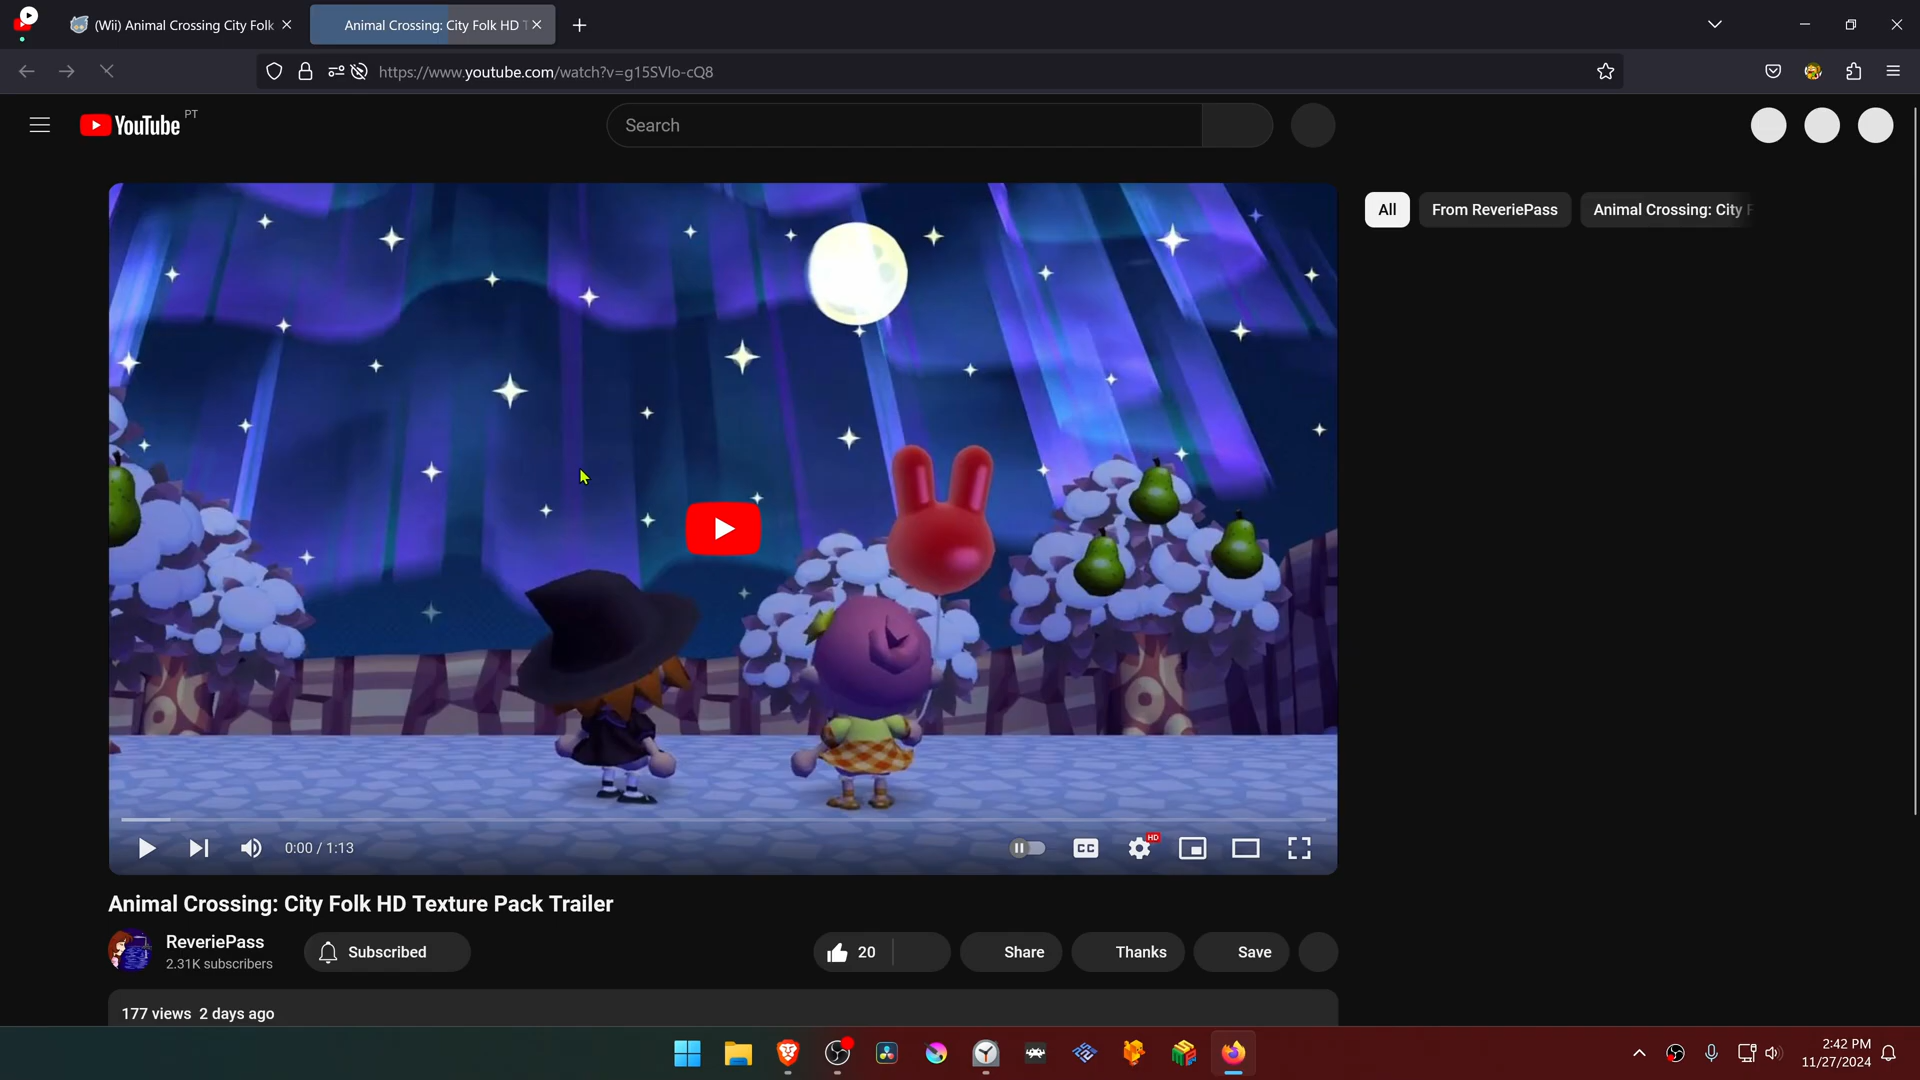 (Wii) Animal Crossing City Folk
Animal Crossing: City Folk HD T
https://www.youtube.com/watch?v=g15SVlo-cQ8
YouTube PT
Search
All
From ReveriePass
Animal Crossing: City F
0:00 / 1:13
CC
HD
Animal Crossing: City Folk HD Texture Pack Trailer
ReveriePass
2.31K subscribers
Subscribed
20
Share
Thanks
Save
177 views 2 days ago
2:42 PM
11/27/2024